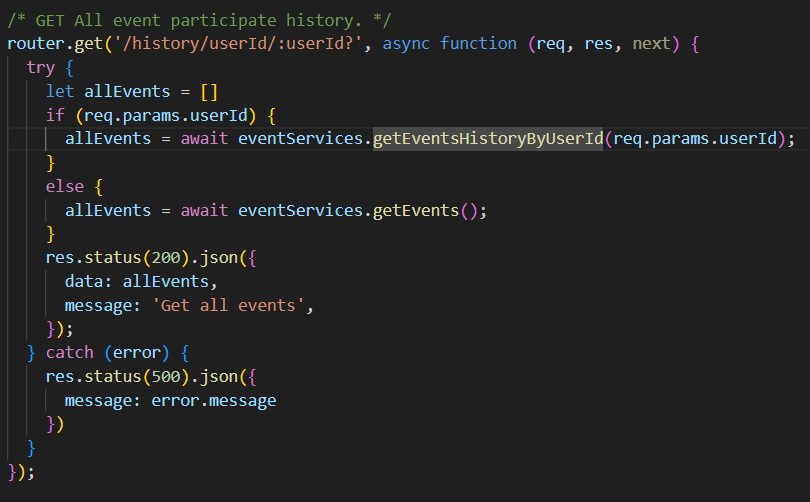 /* GET All event participate history. */
router.get('/history/userId/:userId?', async function (req, res, next) {
  try {
    let allEvents = []
    if (req.params.userId) {
      allEvents = await eventServices.getEventsHistoryByUserId(req.params.userId);
    }
    else {
      allEvents = await eventServices.getEvents();
    }
    res.status(200).json({
      data: allEvents,
      message: 'Get all events',
    });
  } catch (error) {
    res.status(500).json({
      message: error.message
    })
  }
});